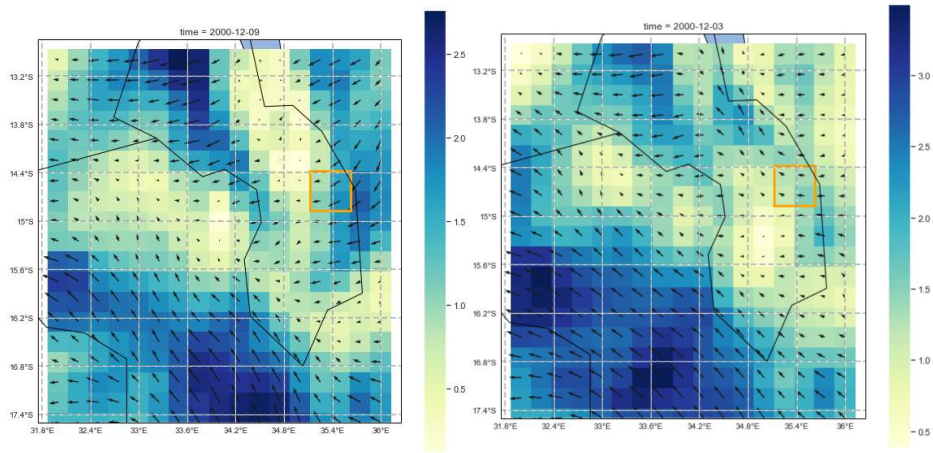 time = 2000-12-09
2.5
2.0
1.5
1.0
0.5
13.2°S
13.8°S
14.4°S
15°S
15.6°S
16.2°S
16.8°S
17.4°S
31.8°E
32.4°E
33°E
33.6°E
34.2°E
34.8°E
35.4°E
36°E
time = 2000-12-03
3.0
2.5
2.0
1.5
1.0
0.5
13.2°S
13.8°S
14.4°S
15°S
15.6°S
16.2°S
16.8°S
17.4°S
31.8°E
32.4°E
33°E
33.6°E
34.2°E
34.8°E
35.4°E
36°E